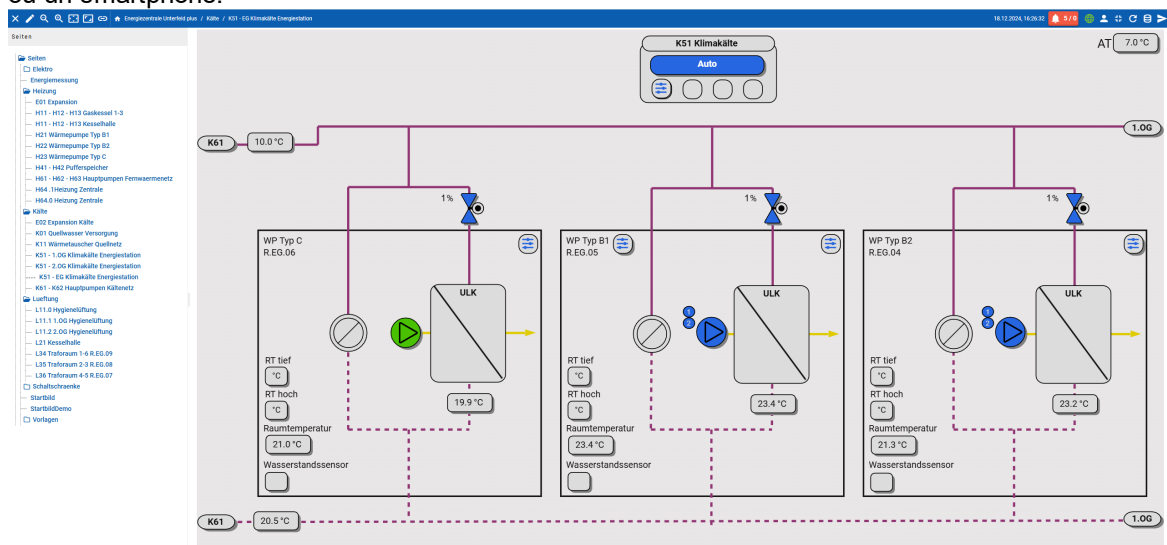 ou un smartphone.
Energiezentrale Unterfeld plus / Kälte / K51 - EG Klimakälte Energiestation
18.12.2024, 16:26:32
5 / 0
Seiten
Seiten
Elektro
Energiemessung
Heizung
E01 Expansion
H11 - H12 - H13 Gaskessel 1-3
H11 - H12 - H13 Kesselhalle
H21 Wärmepumpe Typ B1
H22 Wärmepumpe Typ B2
H23 Wärmepumpe Typ C
H41 - H42 Pufferspeicher
H61 - H62 - H63 Hauptpumpen Fernwaermenetz
H64 .1Heizung Zentrale
H64.0 Heizung Zentrale
Kälte
E02 Expansion Kälte
K01 Quellwasser Versorgung
K11 Wärmetauscher Quellnetz
K51 - 1.OG Klimakälte Energiestation
K51 - 2.OG Klimakälte Energiestation
K51 - EG Klimakälte Energiestation
K61 - K62 Hauptpumpen Kältenetz
Lueftung
L11.0 Hygienelüftung
L11.1 1.OG Hygienelüftung
L11.2 2.OG Hygienelüftung
L21 Kesselhalle
L34 Traforaum 1-6 R.EG.09
L35 Traforaum 2-3 R.EG.08
L36 Traforaum 4-5 R.EG.07
Schaltschraenke
Startbild
StartbildDemo
Vorlagen
K51 Klimakälte
Auto
AT 7.0 °C
K61 10.0 °C
1.OG
1%
1%
1%
WP Typ C
R.EG.06
ULK
RT tief
°C
RT hoch
°C
19.9 °C
Raumtemperatur
21.0 °C
Wasserstandssensor
WP Typ B1
R.EG.05
ULK
1
2
RT tief
°C
RT hoch
°C
23.4 °C
Raumtemperatur
23.4 °C
Wasserstandssensor
WP Typ B2
R.EG.04
ULK
1
2
RT tief
°C
RT hoch
°C
23.2 °C
Raumtemperatur
21.3 °C
Wasserstandssensor
K61 20.5 °C
1.OG